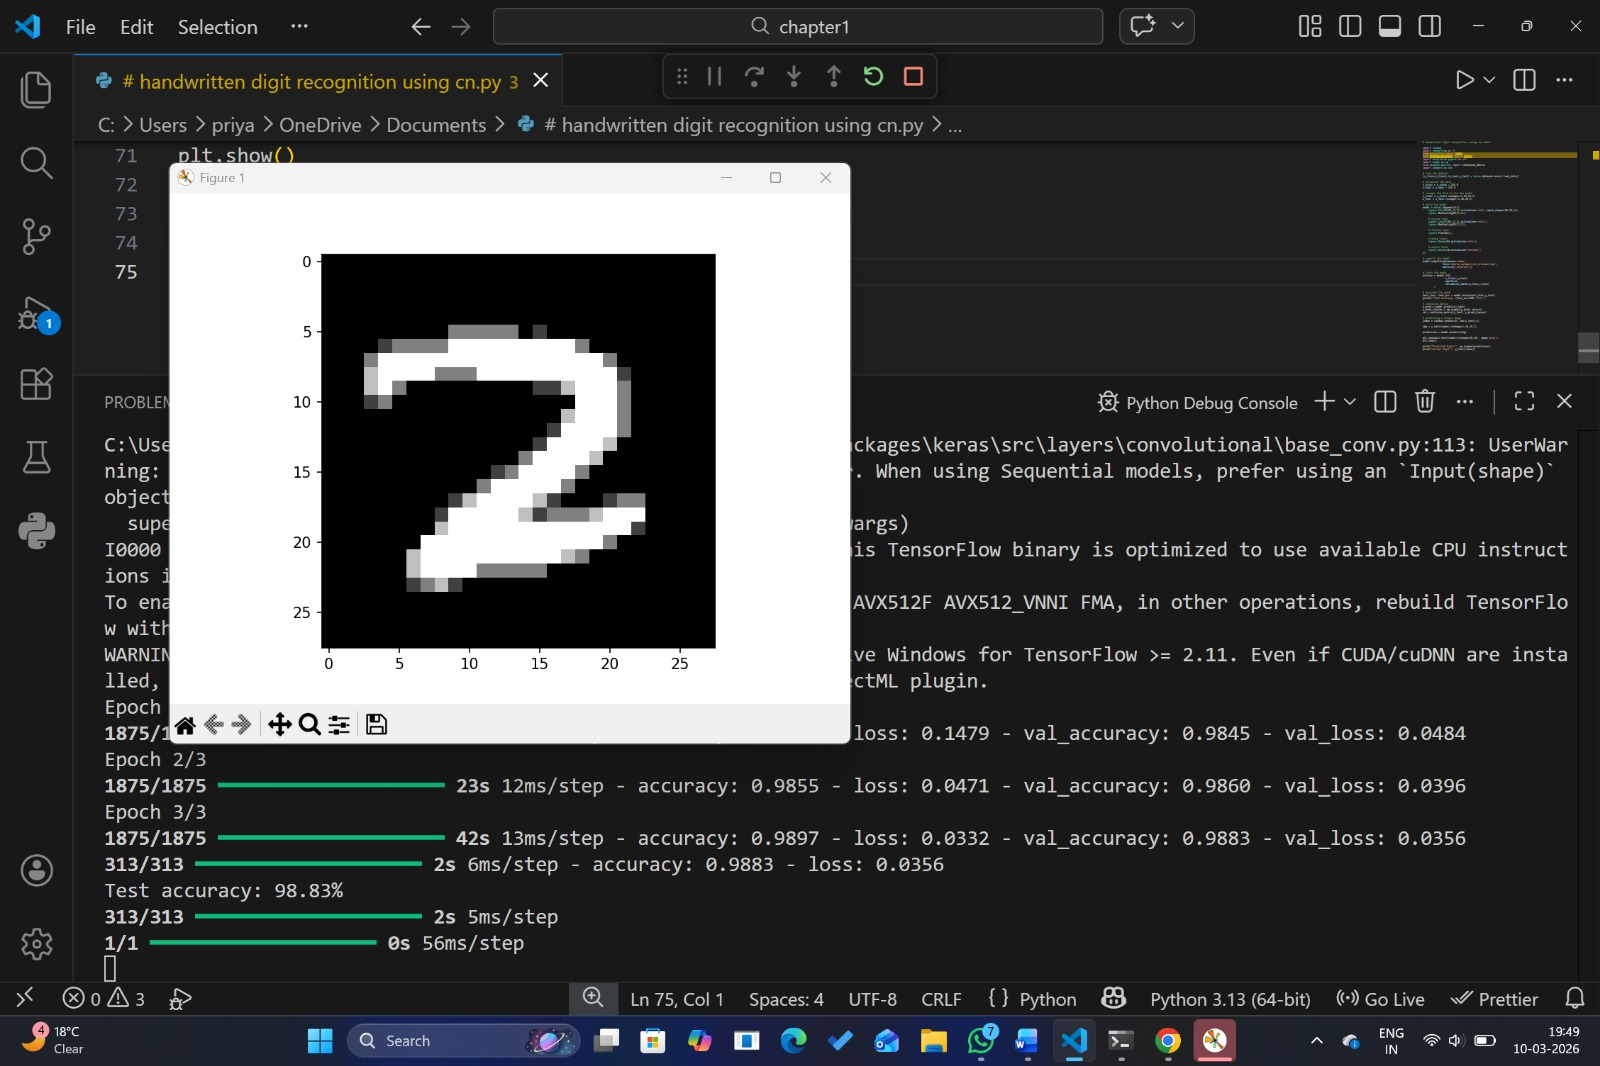 File Edit Selection ··· chapter1
# handwritten digit recognition using cn.py 3
C: > Users > priya > OneDrive > Documents > # handwritten digit recognition using cn.py > ...
71 plt.show()
72
73
74
75
Figure 1
0
5
10
15
20
25
0 5 10 15 20 25
PROBLEM
Python Debug Console
C:\Use ckages\keras\src\layers\convolutional\base_conv.py:113: UserWar
ning: . When using Sequential models, prefer using an `Input(shape)`
object
supe args)
I0000 is TensorFlow binary is optimized to use available CPU instruct
ions i
To ena AVX512F AVX512_VNNI FMA, in other operations, rebuild TensorFlo
w with
WARNIN ve Windows for TensorFlow >= 2.11. Even if CUDA/cuDNN are insta
lled, ectML plugin.
Epoch
1875/1 loss: 0.1479 - val_accuracy: 0.9845 - val_loss: 0.0484
Epoch 2/3
1875/1875 23s 12ms/step - accuracy: 0.9855 - loss: 0.0471 - val_accuracy: 0.9860 - val_loss: 0.0396
Epoch 3/3
1875/1875 42s 13ms/step - accuracy: 0.9897 - loss: 0.0332 - val_accuracy: 0.9883 - val_loss: 0.0356
313/313 2s 6ms/step - accuracy: 0.9883 - loss: 0.0356
Test accuracy: 98.83%
313/313 2s 5ms/step
1/1 0s 56ms/step
1
0 3 Ln 75, Col 1 Spaces: 4 UTF-8 CRLF {} Python Python 3.13 (64-bit) Go Live Prettier
4 18°C
Clear
Search
7
ENG
IN
19:49
10-03-2026